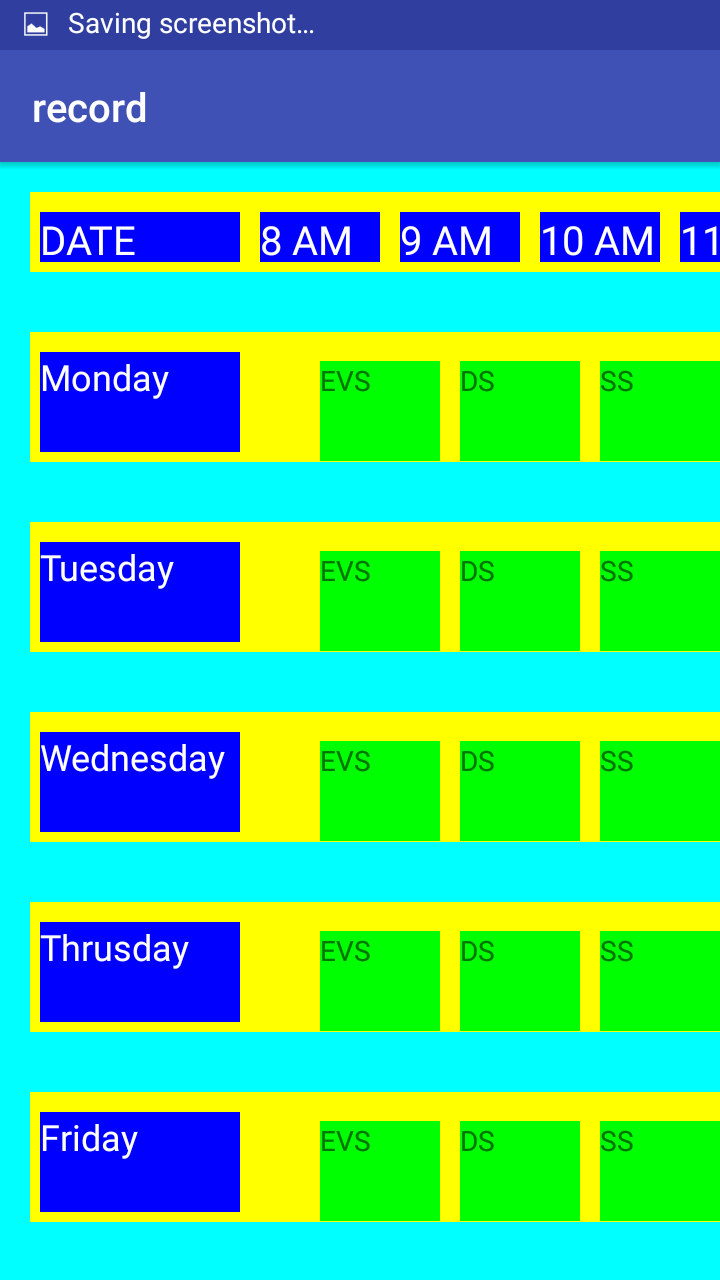 Saving screenshot...
record
DATE 8 AM 9 AM 10 AM 11
Monday EVS DS SS
Tuesday EVS DS SS
Wednesday EVS DS SS
Thrusday EVS DS SS
Friday EVS DS SS